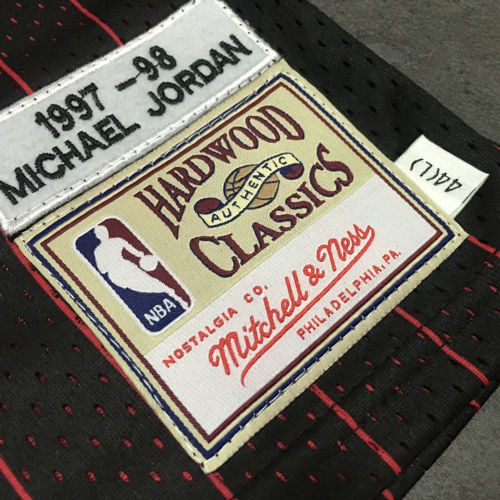 1997-98
MICHAEL JORDAN
HARDWOOD
AUTHENTIC
CLASSICS
NBA
NOSTALGIA CO.
Mitchell & Ness
PHILADELPHIA, PA.
44(L)